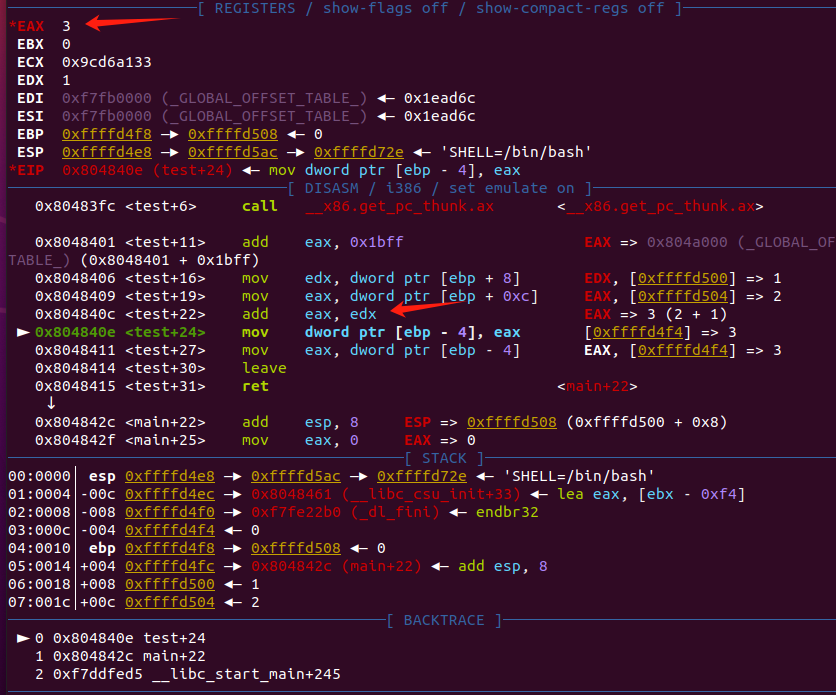 [ REGISTERS / show-flags off / show-compact-regs off ]
*EAX  3
EBX  0
ECX  0x9cd6a133
EDX  1
EDI  0xf7fb0000 (_GLOBAL_OFFSET_TABLE_) ◂— 0x1ead6c
ESI  0xf7fb0000 (_GLOBAL_OFFSET_TABLE_) ◂— 0x1ead6c
EBP  0xffffd4f8 —▸ 0xffffd508 ◂— 0
ESP  0xffffd4e8 —▸ 0xffffd5ac —▸ 0xffffd72e ◂— 'SHELL=/bin/bash'
*EIP  0x804840e (test+24) ◂— mov dword ptr [ebp - 4], eax
[ DISASM / i386 / set emulate on ]
0x80483fc <test+6>     call   __x86.get_pc_thunk.ax       <__x86.get_pc_thunk.ax>
0x8048401 <test+11>    add    eax, 0x1bff                    EAX => 0x804a000 (_GLOBAL_OF
TABLE_) (0x8048401 + 0x1bff)
0x8048406 <test+16>    mov    edx, dword ptr [ebp + 8]       EDX, [0xffffd500] => 1
0x8048409 <test+19>    mov    eax, dword ptr [ebp + 0xc]     EAX, [0xffffd504] => 2
0x804840c <test+22>    add    eax, edx                       EAX => 3 (2 + 1)
► 0x804840e <test+24>    mov    dword ptr [ebp - 4], eax       [0xffffd4f4] => 3
0x8048411 <test+27>    mov    eax, dword ptr [ebp - 4]       EAX, [0xffffd4f4] => 3
0x8048414 <test+30>    leave
0x8048415 <test+31>    ret                                <main+22>
↓
0x804842c <main+22>    add    esp, 8     ESP => 0xffffd508 (0xffffd500 + 0x8)
0x804842f <main+25>    mov    eax, 0     EAX => 0
[ STACK ]
00:0000│ esp 0xffffd4e8 —▸ 0xffffd5ac —▸ 0xffffd72e ◂— 'SHELL=/bin/bash'
01:0004│-00c 0xffffd4ec —▸ 0x8048461 (__libc_csu_init+33) ◂— lea eax, [ebx - 0xf4]
02:0008│-008 0xffffd4f0 —▸ 0xf7fe22b0 (_dl_fini) ◂— endbr32
03:000c│-004 0xffffd4f4 ◂— 0
04:0010│ ebp 0xffffd4f8 —▸ 0xffffd508 ◂— 0
05:0014│+004 0xffffd4fc —▸ 0x804842c (main+22) ◂— add esp, 8
06:0018│+008 0xffffd500 ◂— 1
07:001c│+00c 0xffffd504 ◂— 2
[ BACKTRACE ]
► 0 0x804840e test+24
1 0x804842c main+22
2 0xf7ddfed5 __libc_start_main+245